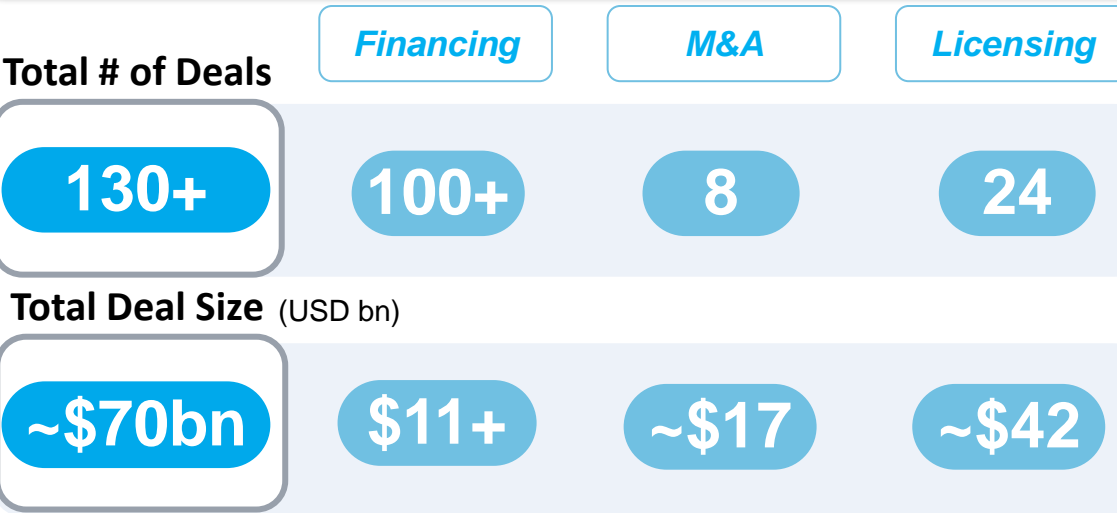 Financing M&A Licensing
Total # of Deals
130+ 100+ 8 24
Total Deal Size (USD bn)
~$70bn $11+ ~$17 ~$42